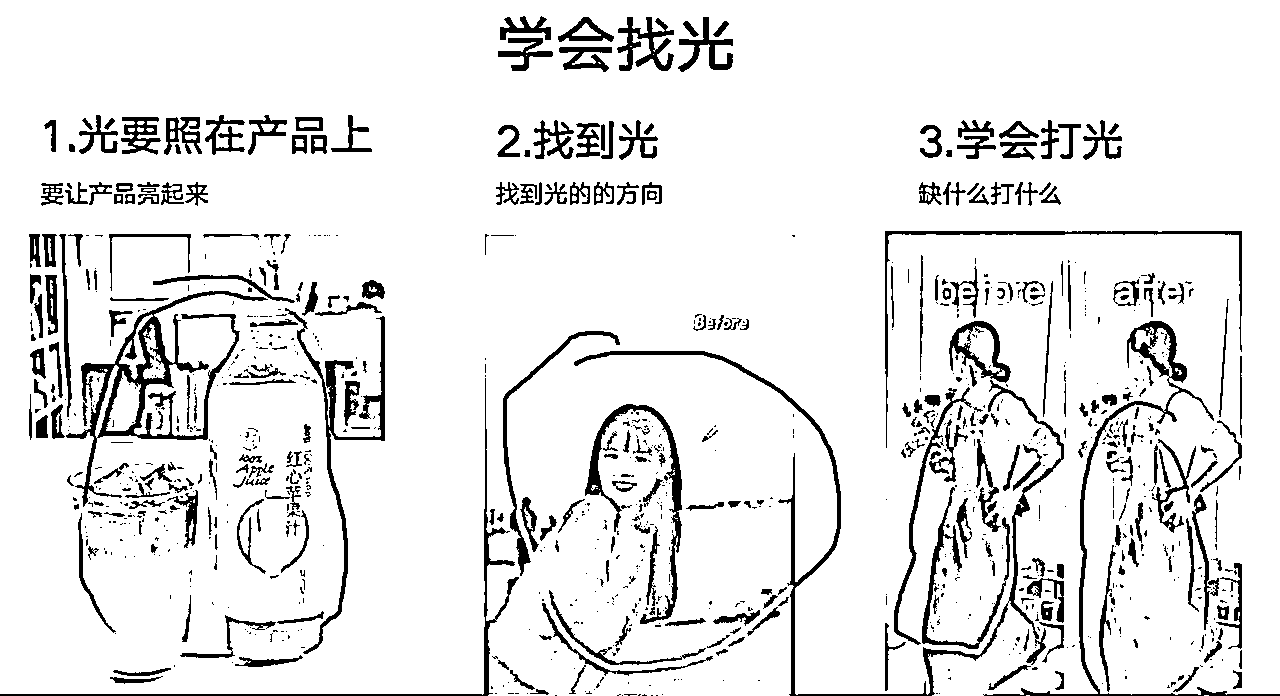 学会找光
1.光要照在产品上
要让产品亮起来
2.找到光
找到光的的方向
3.学会打光
缺什么打什么
100%
Apple
Juice
红心苹果汁
Before
before
after